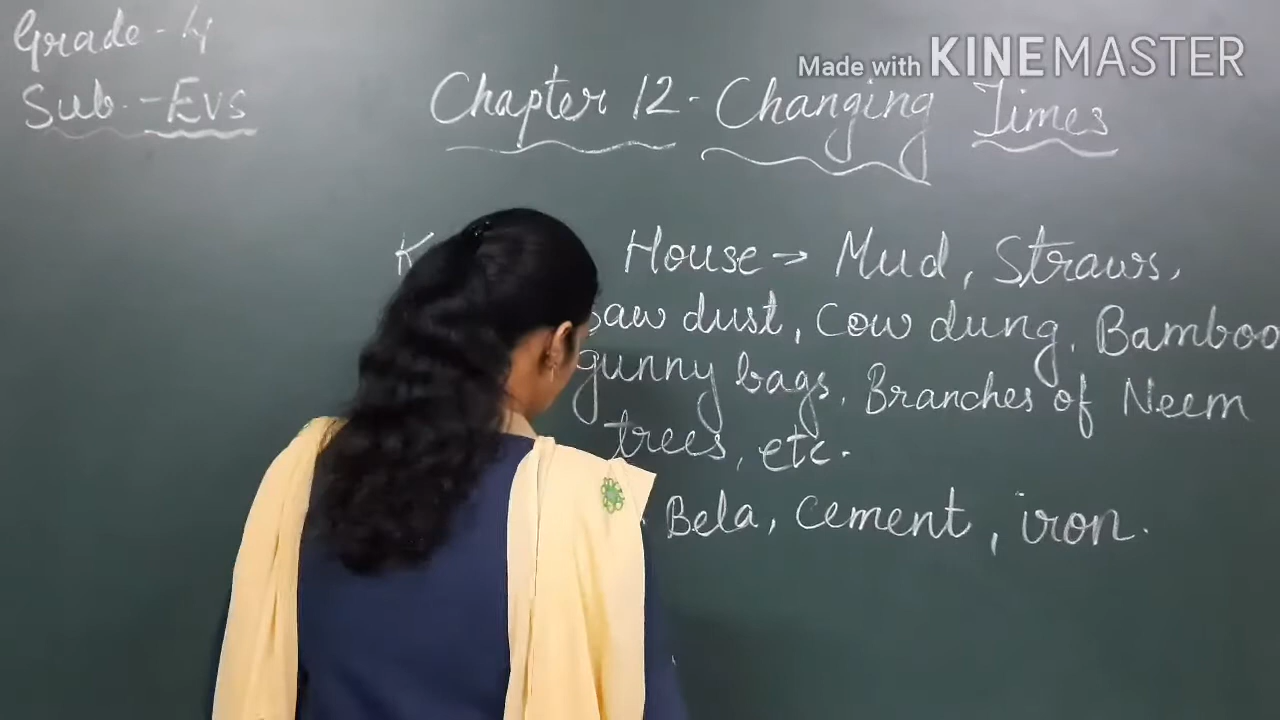 Grade - 4
Sub. - EVS
Made with KINEMASTER
Chapter 12 - Changing Times
House → Mud, Straws,
Saw dust, Cow dung, Bamboo
gunny bags, Branches of Neem
trees, etc.
Bela, Cement, iron.